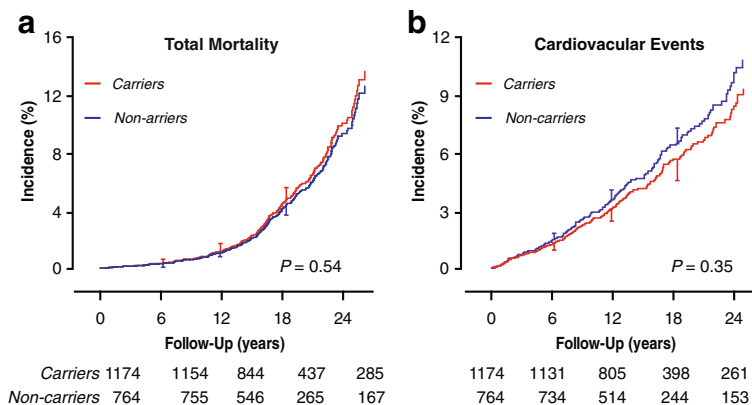 a
Total Mortality
16
12
8
4
0
Incidence (%)
Carriers
Non-arriers
P = 0.54
0 6 12 18 24
Follow-Up (years)
Carriers 1174 1154 844 437 285
Non-carriers 764 755 546 265 167
b
Cardiovacular Events
12
9
6
3
0
Incidence (%)
Carriers
Non-carriers
P = 0.35
0 6 12 18 24
Follow-Up (years)
1174 1131 805 398 261
764 734 514 244 153